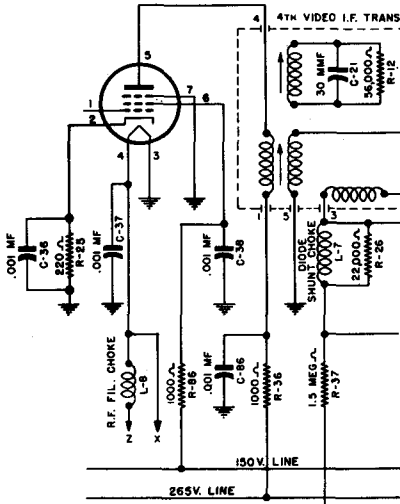 4
4TH VIDEO I.F. TRANS
5
7
6
1
2
4
3
30 MMF
C-21
56,000Ω
R-12
1
5
3
.001 MF
C-36
220Ω
R-25
.001 MF
C-37
.001 MF
C-38
DIODE
SHUNT CHOKE
L-7
22,000Ω
R-26
R.F. FIL. CHOKE
L-8
Z
X
1000Ω
R-86
.001 MF
C-86
1000Ω
R-36
1.5 MEG.Ω
R-37
150V. LINE
265V. LINE